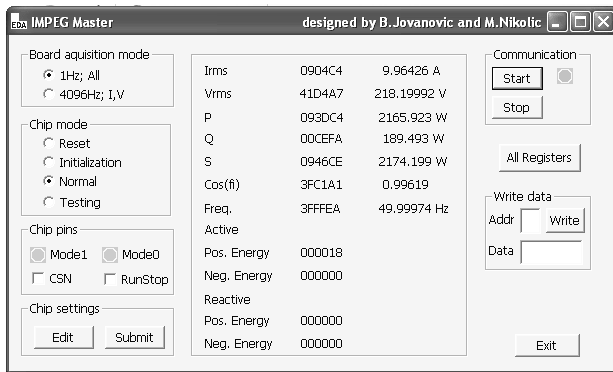 EDA IMPEG Master designed by B.Jovanovic and M.Nikolic
Board aquisition mode
1Hz; All
4096Hz; I,V
Chip mode
Reset
Initialization
Normal
Testing
Chip pins
Mode1 Mode0
CSN RunStop
Chip settings
Edit Submit
Irms 0904C4 9.96426 A
Vrms 41D4A7 218.19992 V
P 093DC4 2165.923 W
Q 00CEFA 189.493 W
S 0946CE 2174.199 W
Cos(fi) 3FC1A1 0.99619
Freq. 3FFFEA 49.99974 Hz
Active
Pos. Energy 000018
Neg. Energy 000000
Reactive
Pos. Energy 000000
Neg. Energy 000000
Communication
Start
Stop
All Registers
Write data
Addr Write
Data
Exit